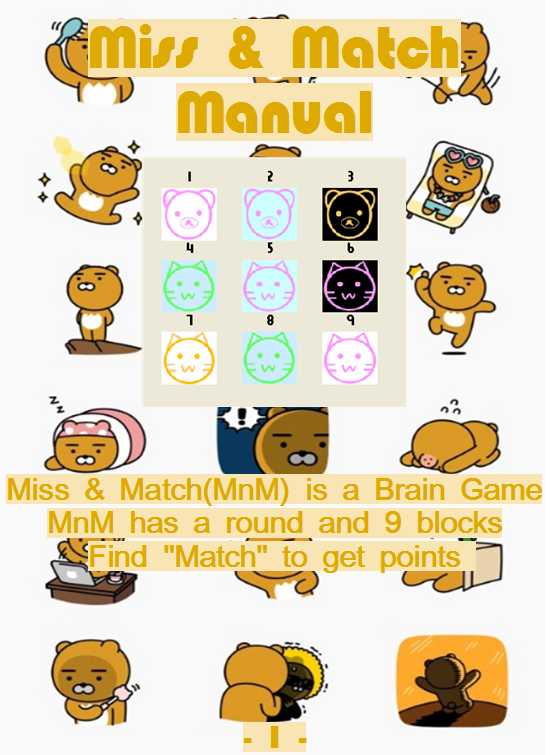 Miss & Match
Manual
1 2 3
4 5 6
7 8 9
z z z
!
Miss & Match(MnM) is a Brain Game
MnM has a round and 9 blocks
Find "Match" to get points
- 1 -